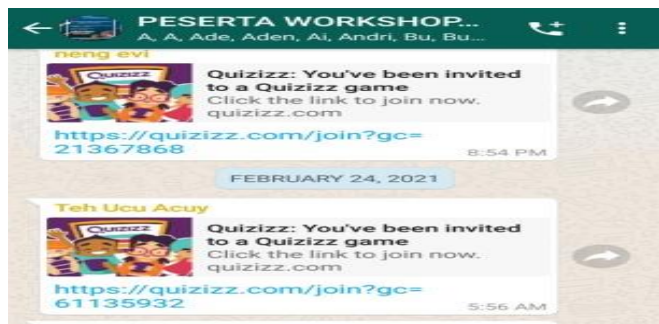 PESERTA WORKSHOP...
A, A, Ade, Aden, Ai, Andri, Bu, Bu...
neng evi
QUIZIZZ
Quizizz: You've been invited
to a Quizizz game
Click the link to join now.
quizizz.com
https://quizizz.com/join?gc=
21367868
8:54 PM
FEBRUARY 24, 2021
Teh Ucu Acuy
QUIZIZZ
Quizizz: You've been invited
to a Quizizz game
Click the link to join now.
quizizz.com
https://quizizz.com/join?gc=
61135932
5:56 AM